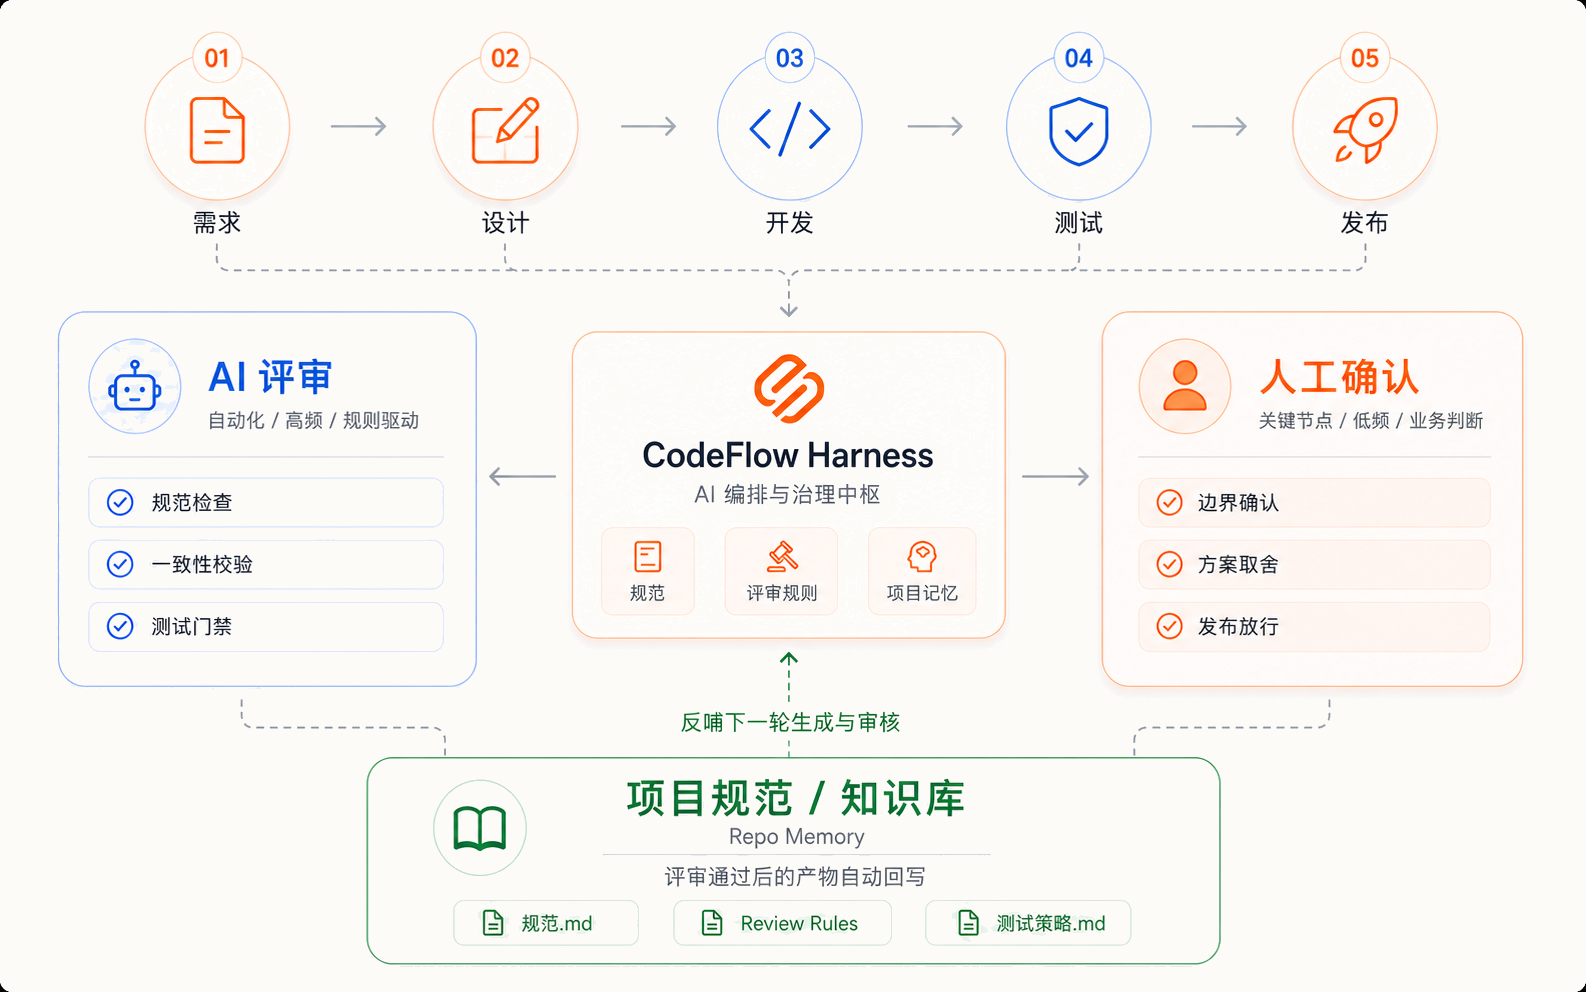 01
02
03
04
05
需求
设计
开发
测试
发布
AI 评审
自动化 / 高频 / 规则驱动
规范检查
一致性校验
测试门禁
CodeFlow Harness
AI 编排与治理中枢
规范
评审规则
项目记忆
人工确认
关键节点 / 低频 / 业务判断
边界确认
方案取舍
发布放行
反哺下一轮生成与审核
项目规范 / 知识库
Repo Memory
评审通过后的产物自动回写
规范.md
Review Rules
测试策略.md